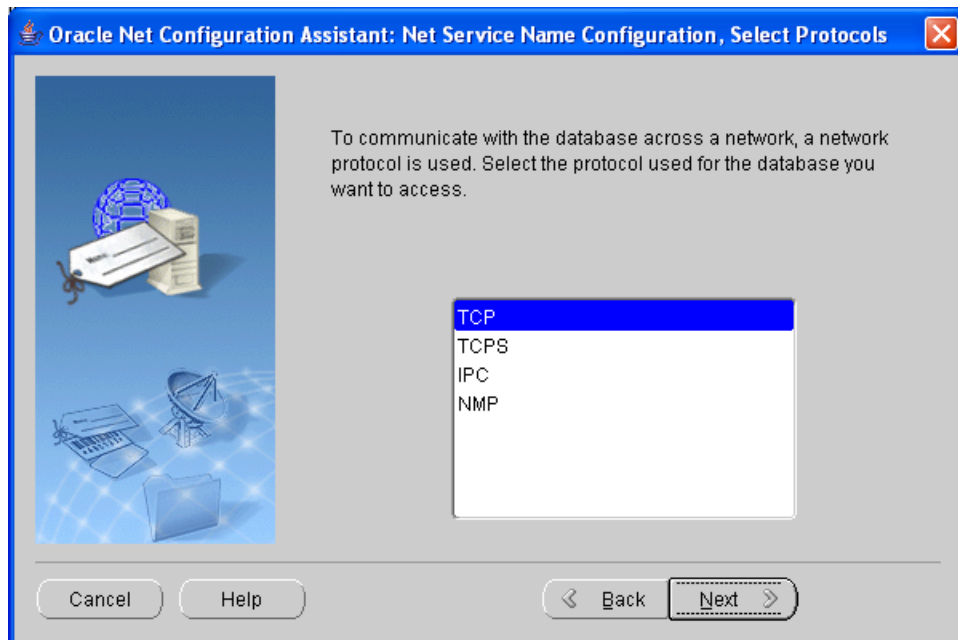 Oracle Net Configuration Assistant: Net Service Name Configuration, Select Protocols
To communicate with the database across a network, a network
protocol is used. Select the protocol used for the database you
want to access.
TCP
TCPS
IPC
NMP
Cancel
Help
Back
Next